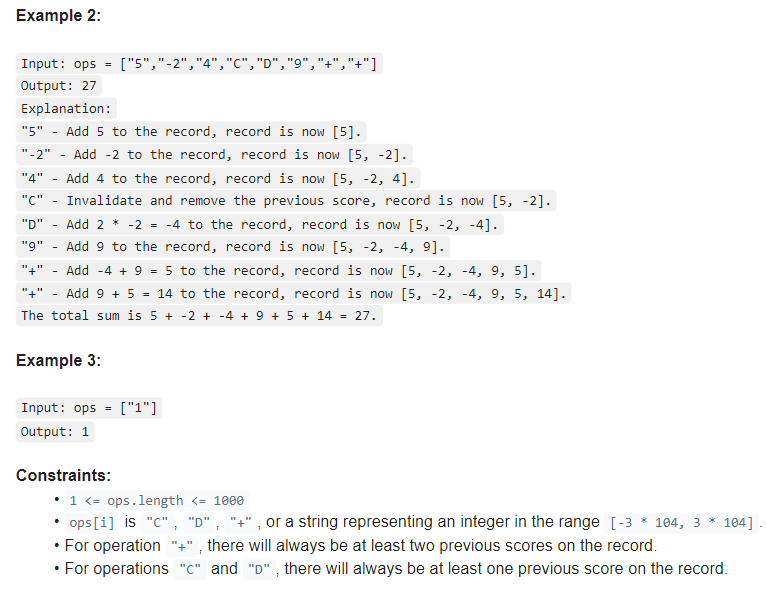 Example 2:
Input: ops = ["5","-2","4","C","D","9","+","+"]
Output: 27
Explanation:
"5" - Add 5 to the record, record is now [5].
"-2" - Add -2 to the record, record is now [5, -2].
"4" - Add 4 to the record, record is now [5, -2, 4].
"C" - Invalidate and remove the previous score, record is now [5, -2].
"D" - Add 2 * -2 = -4 to the record, record is now [5, -2, -4].
"9" - Add 9 to the record, record is now [5, -2, -4, 9].
"+" - Add -4 + 9 = 5 to the record, record is now [5, -2, -4, 9, 5].
"+" - Add 9 + 5 = 14 to the record, record is now [5, -2, -4, 9, 5, 14].
The total sum is 5 + -2 + -4 + 9 + 5 + 14 = 27.
Example 3:
Input: ops = ["1"]
Output: 1
Constraints:
• 1 <= ops.length <= 1000
• ops[i] is "C" , "D" , "+" , or a string representing an integer in the range [-3 * 104, 3 * 104] .
• For operation "+" , there will always be at least two previous scores on the record.
• For operations "C" and "D" , there will always be at least one previous score on the record.